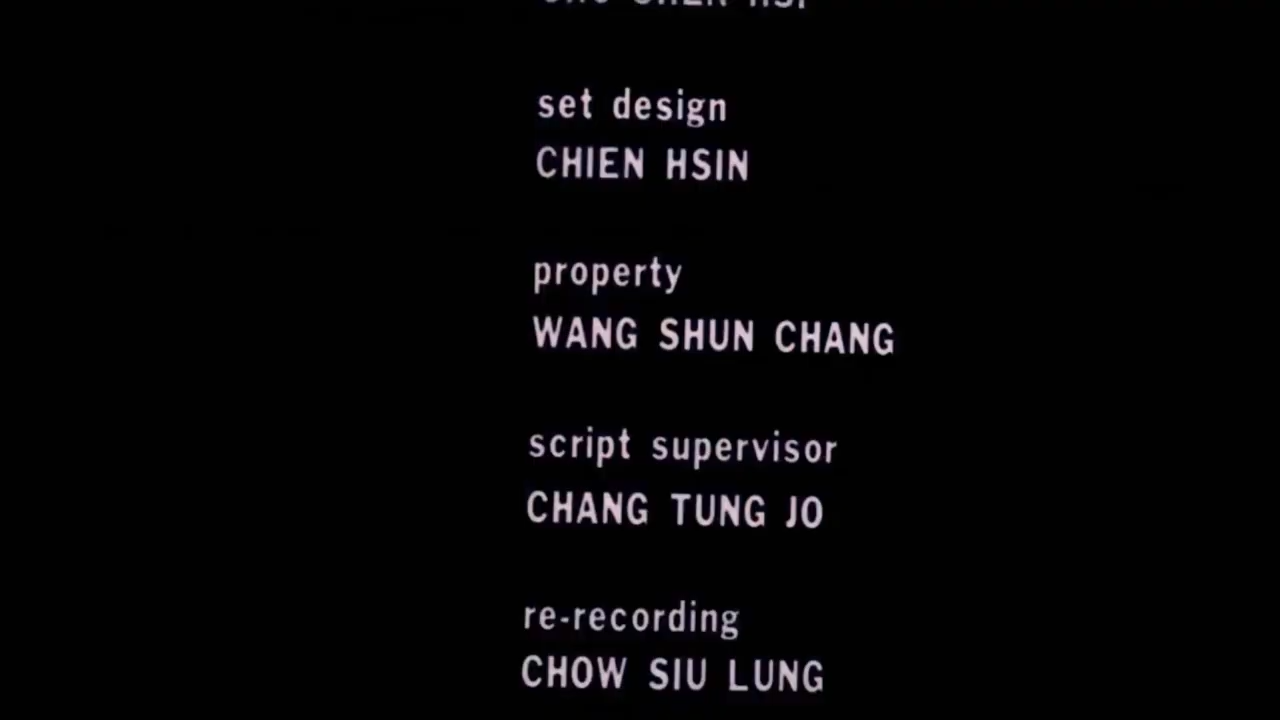 set design
CHIEN HSIN
property
WANG SHUN CHANG
script supervisor
CHANG TUNG JO
re-recording
CHOW SIU LUNG